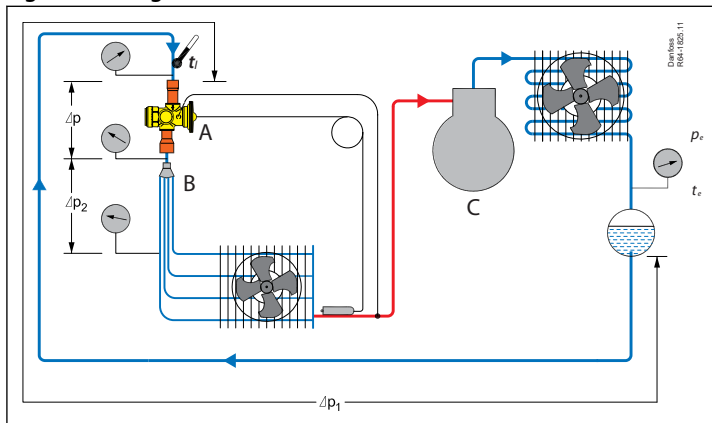 Danfoss
R64-1825.11
t_l
Δp
A
B
Δp_2
C
p_e
t_e
Δp_1